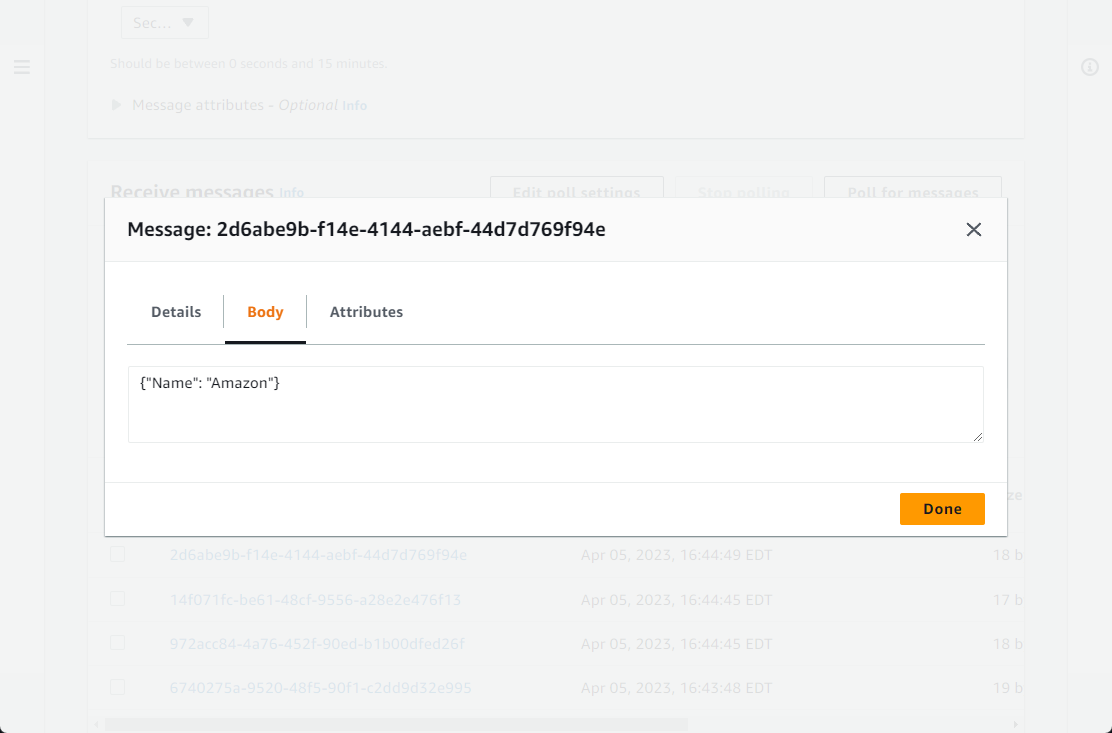 Sec...
Should be between 0 seconds and 15 minutes.
Message attributes - Optional Info
Receive messages Info
Edit poll settings
Stop polling
Poll for messages
Message: 2d6abe9b-f14e-4144-aebf-44d7d769f94e
Details
Body
Attributes
{"Name": "Amazon"}
ze
Done
2d6abe9b-f14e-4144-aebf-44d7d769f94e Apr 05, 2023, 16:44:49 EDT 18 b
14f071fc-be61-48cf-9556-a28e2e476f13 Apr 05, 2023, 16:44:45 EDT 17 b
972acc84-4a76-452f-90ed-b1b00dfed26f Apr 05, 2023, 16:44:45 EDT 18 b
6740275a-9520-48f5-90f1-c2dd9d32e995 Apr 05, 2023, 16:43:48 EDT 19 b